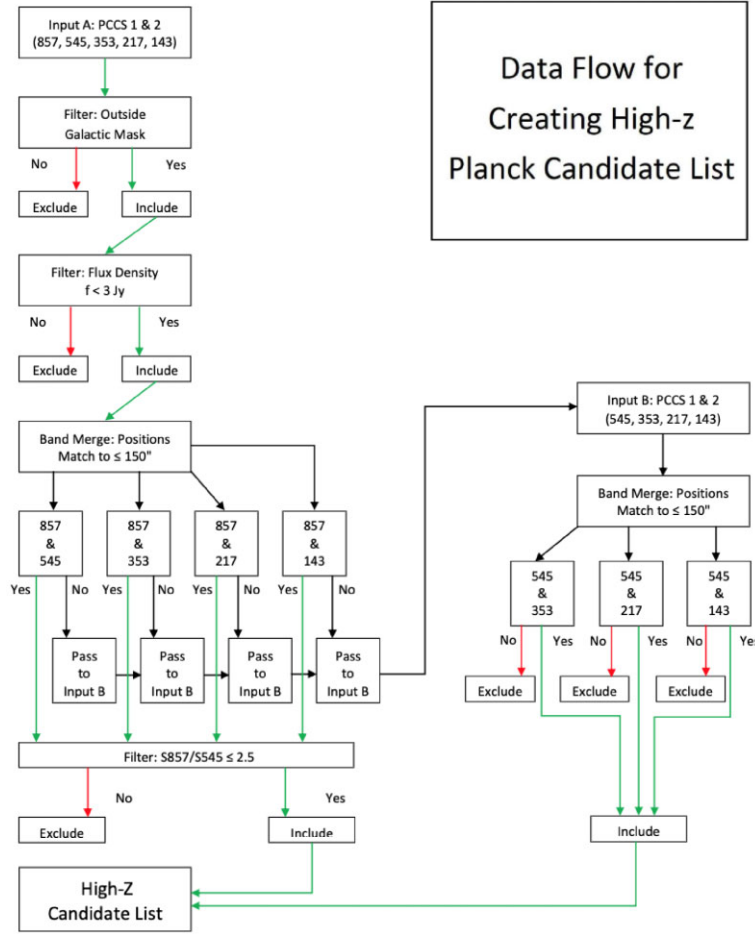 Input A: PCCS 1 & 2
(857, 545, 353, 217, 143)
Data Flow for
Creating High-z
Planck Candidate List
Filter: Outside
Galactic Mask
No
Yes
Exclude
Include
Filter: Flux Density
f < 3 Jy
No
Yes
Exclude
Include
Band Merge: Positions
Match to ≤ 150"
857
&
545
857
&
353
857
&
217
857
&
143
Yes
No
Yes
No
Yes
No
Yes
No
Pass
to
Input B
Pass
to
Input B
Pass
to
Input B
Pass
to
Input B
Filter: S857/S545 ≤ 2.5
No
Yes
Exclude
Include
Input B: PCCS 1 & 2
(545, 353, 217, 143)
Band Merge: Positions
Match to ≤ 150"
545
&
353
545
&
217
545
&
143
No
Yes
No
Yes
No
Yes
Exclude
Exclude
Exclude
Include
High-Z
Candidate List